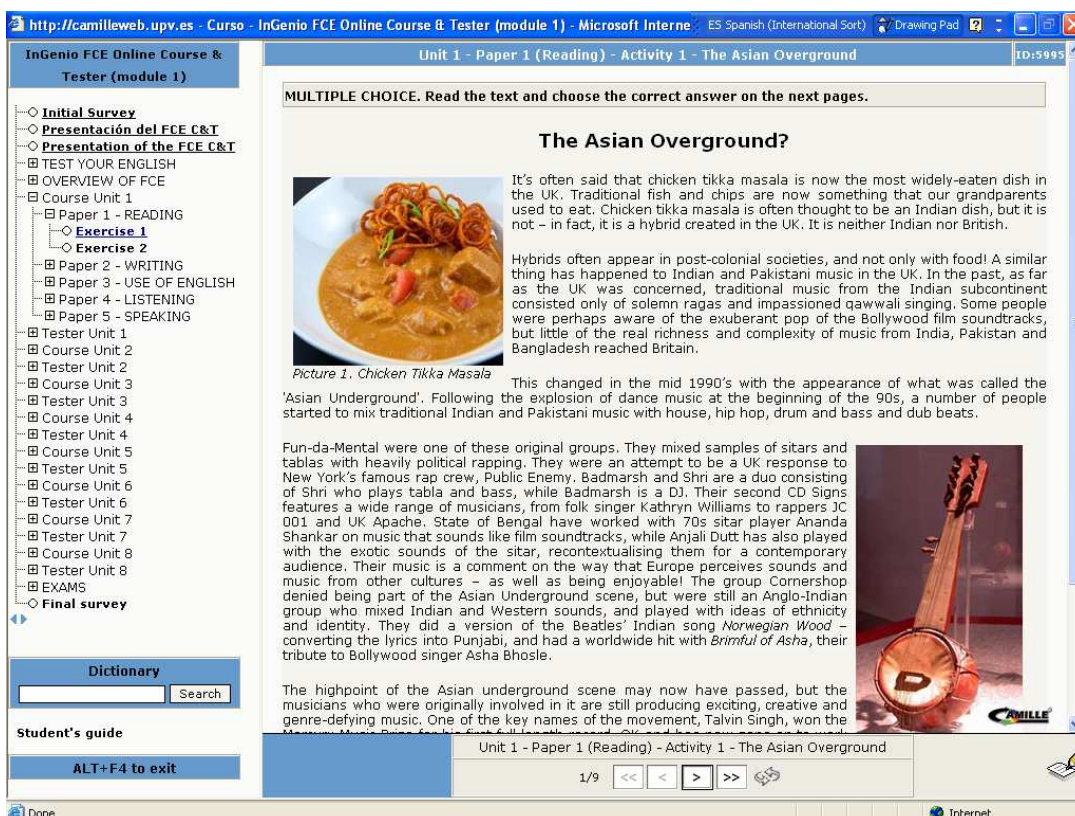 http://camilleweb.upv.es - Curso - InGenio FCE Online Course & Tester (module 1) - Microsoft Interne
ES Spanish (International Sort)
Drawing Pad
InGenio FCE Online Course &
Tester (module 1)
Unit 1 - Paper 1 (Reading) - Activity 1 - The Asian Overground
ID:5995
Initial Survey
Presentación del FCE C&T
Presentation of the FCE C&T
TEST YOUR ENGLISH
OVERVIEW OF FCE
Course Unit 1
Paper 1 - READING
Exercise 1
Exercise 2
Paper 2 - WRITING
Paper 3 - USE OF ENGLISH
Paper 4 - LISTENING
Paper 5 - SPEAKING
Tester Unit 1
Course Unit 2
Tester Unit 2
Course Unit 3
Tester Unit 3
Course Unit 4
Tester Unit 4
Course Unit 5
Tester Unit 5
Course Unit 6
Tester Unit 6
Course Unit 7
Tester Unit 7
Course Unit 8
Tester Unit 8
EXAMS
Final survey
Dictionary
Search
Student's guide
ALT+F4 to exit
MULTIPLE CHOICE. Read the text and choose the correct answer on the next pages.
The Asian Overground?
It's often said that chicken tikka masala is now the most widely-eaten dish in
the UK. Traditional fish and chips are now something that our grandparents
used to eat. Chicken tikka masala is often thought to be an Indian dish, but it is
not – in fact, it is a hybrid created in the UK. It is neither Indian nor British.
Hybrids often appear in post-colonial societies, and not only with food! A similar
thing has happened to Indian and Pakistani music in the UK. In the past, as far
as the UK was concerned, traditional music from the Indian subcontinent
consisted only of solemn ragas and impassioned qawwali singing. Some people
were perhaps aware of the exuberant pop of the Bollywood film soundtracks,
but little of the real richness and complexity of music from India, Pakistan and
Bangladesh reached Britain.
Picture 1. Chicken Tikka Masala
This changed in the mid 1990's with the appearance of what was called the
'Asian Underground'. Following the explosion of dance music at the beginning of the 90s, a number of people
started to mix traditional Indian and Pakistani music with house, hip hop, drum and bass and dub beats.
Fun-da-Mental were one of these original groups. They mixed samples of sitars and
tablas with heavily political rapping. They were an attempt to be a UK response to
New York's famous rap crew, Public Enemy. Badmarsh and Shri are a duo consisting
of Shri who plays tabla and bass, while Badmarsh is a DJ. Their second CD Signs
features a wide range of musicians, from folk singer Kathryn Williams to rappers JC
001 and UK Apache. State of Bengal have worked with 70s sitar player Ananda
Shankar on music that sounds like film soundtracks, while Anjali Dutt has also played
with the exotic sounds of the sitar, recontextualising them for a contemporary
audience. Their music is a comment on the way that Europe perceives sounds and
music from other cultures – as well as being enjoyable! The group Cornershop
denied being part of the Asian Underground scene, but were still an Anglo-Indian
group who mixed Indian and Western sounds, and played with ideas of ethnicity
and identity. They did a version of the Beatles' Indian song Norwegian Wood –
converting the lyrics into Punjabi, and had a worldwide hit with Brimful of Asha, their
tribute to Bollywood singer Asha Bhosle.
CAMILLE
The highpoint of the Asian underground scene may now have passed, but the
musicians who were originally involved in it are still producing exciting, creative and
genre-defying music. One of the key names of the movement, Talvin Singh, won the
Unit 1 - Paper 1 (Reading) - Activity 1 - The Asian Overground
1/9 << < > >>
Done
Internet